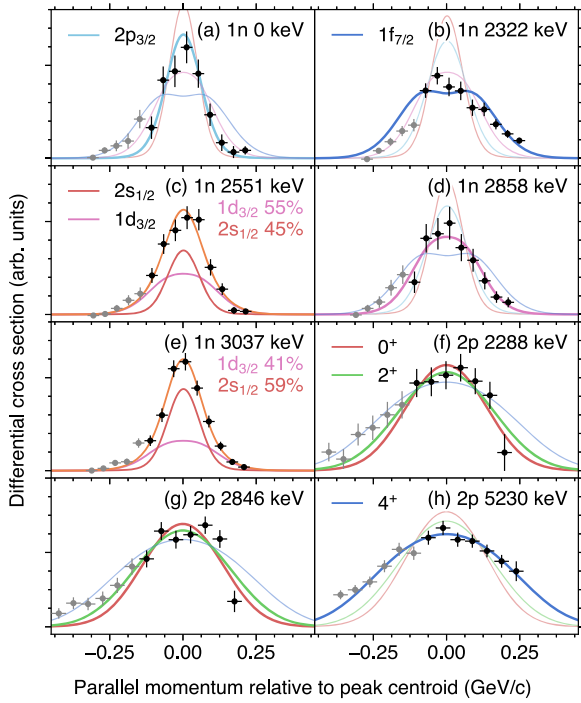 2p3/2 (a) 1n 0 keV
1f7/2 (b) 1n 2322 keV
2s1/2 (c) 1n 2551 keV
1d3/2 1d3/2 55%
2s1/2 45%
(d) 1n 2858 keV
(e) 1n 3037 keV
1d3/2 41%
2s1/2 59%
(f) 2p 2288 keV
0+
2+
(g) 2p 2846 keV
4+ (h) 2p 5230 keV
Differential cross section (arb. units)
−0.25 0.00 0.25 −0.25 0.00 0.25
Parallel momentum relative to peak centroid (GeV/c)